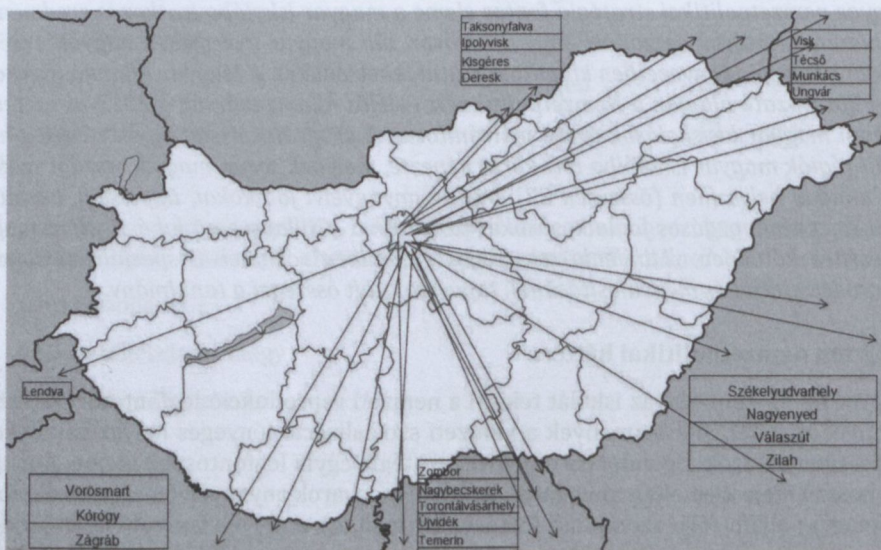 Taksonyfalva
Ipolyvisk
Kisgéres
Deresk
Visk
Técső
Munkács
Ungvár
Lendva
Székelyudvarhely
Nagyenyed
Válaszút
Zilah
Vörösmart
Kórógy
Zágráb
Zombor
Nagybecskerek
Torontálvásárhely
Újvidék
Temerin